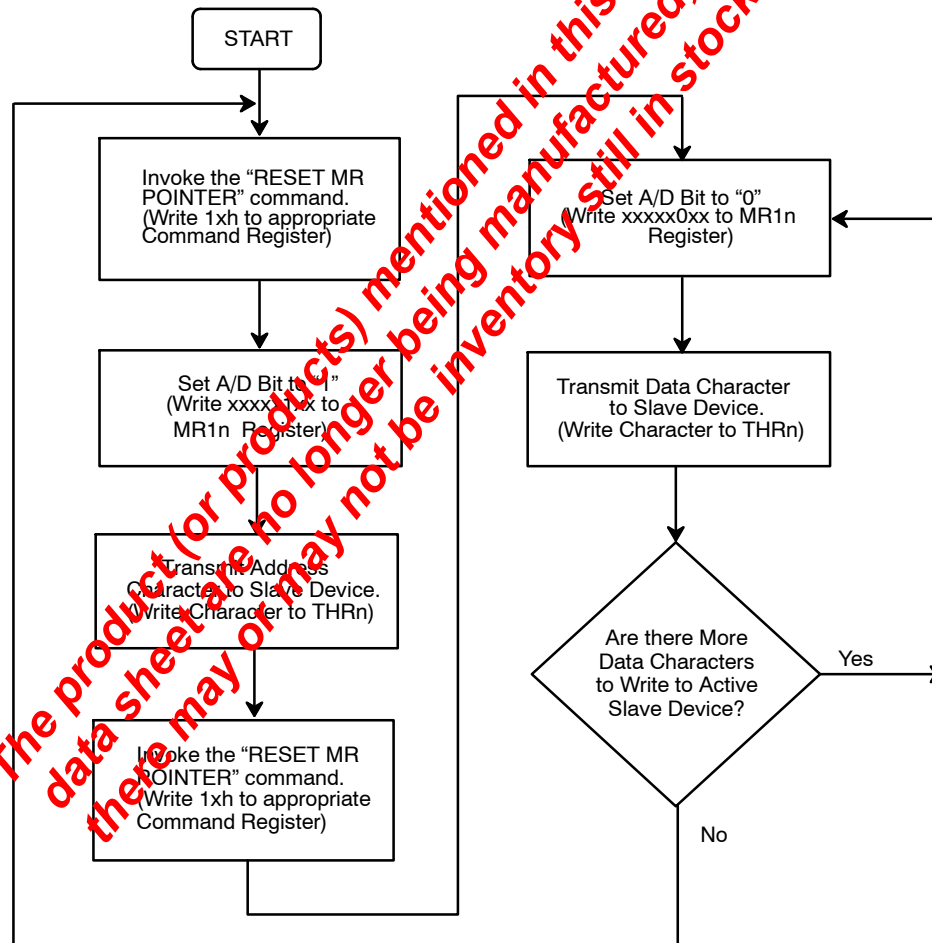 START
Invoke the “RESET MR
POINTER” command.
(Write 1xh to appropriate
Command Register)
Set A/D Bit to “1”
(Write xxxxx1xx to
MR1n Register)
Transmit Address
Character to Slave Device.
(Write Character to THRn)
Invoke the “RESET MR
POINTER” command.
(Write 1xh to appropriate
Command Register)
Set A/D Bit to “0”
(Write xxxxx0xx to MR1n
Register)
Transmit Data Character
to Slave Device.
(Write Character to THRn)
Are there More
Data Characters
to Write to Active
Slave Device?
Yes
No
The product (or products) mentioned in this
data sheet are no longer being manufactured,
there may or may not be inventory still in stock